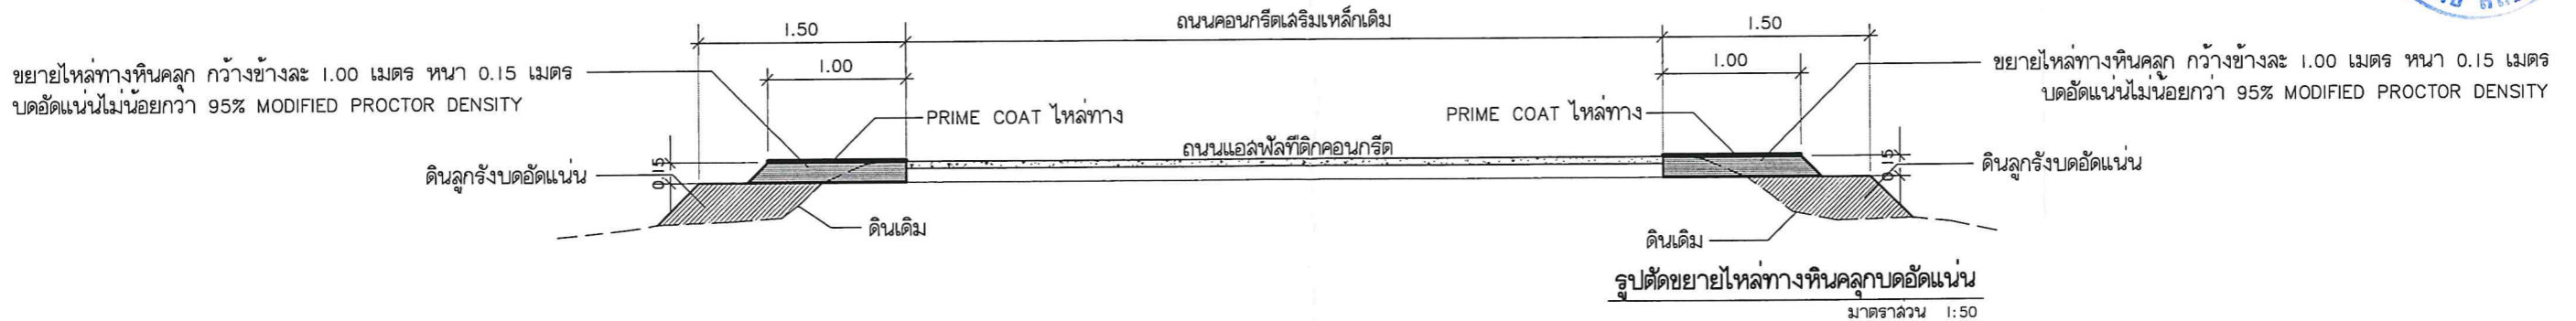 ถนนคอนกรีตเสริมเหล็กเดิม
1.50
1.50
ขยายไหล่ทางหินคลุก กว้างข้างละ 1.00 เมตร หนา 0.15 เมตร
บดอัดแน่นไม่น้อยกว่า 95% MODIFIED PROCTOR DENSITY
1.00
1.00
ขยายไหล่ทางหินคลุก กว้างข้างละ 1.00 เมตร หนา 0.15 เมตร
บดอัดแน่นไม่น้อยกว่า 95% MODIFIED PROCTOR DENSITY
PRIME COAT ไหล่ทาง
PRIME COAT ไหล่ทาง
ถนนแอสฟัลท์ติกคอนกรีต
ดินลูกรังบดอัดแน่น
0.15
0.15
ดินลูกรังบดอัดแน่น
ดินเดิม
ดินเดิม
รูปตัดขยายไหล่ทางหินคลุกบดอัดแน่น
มาตราส่วน 1:50